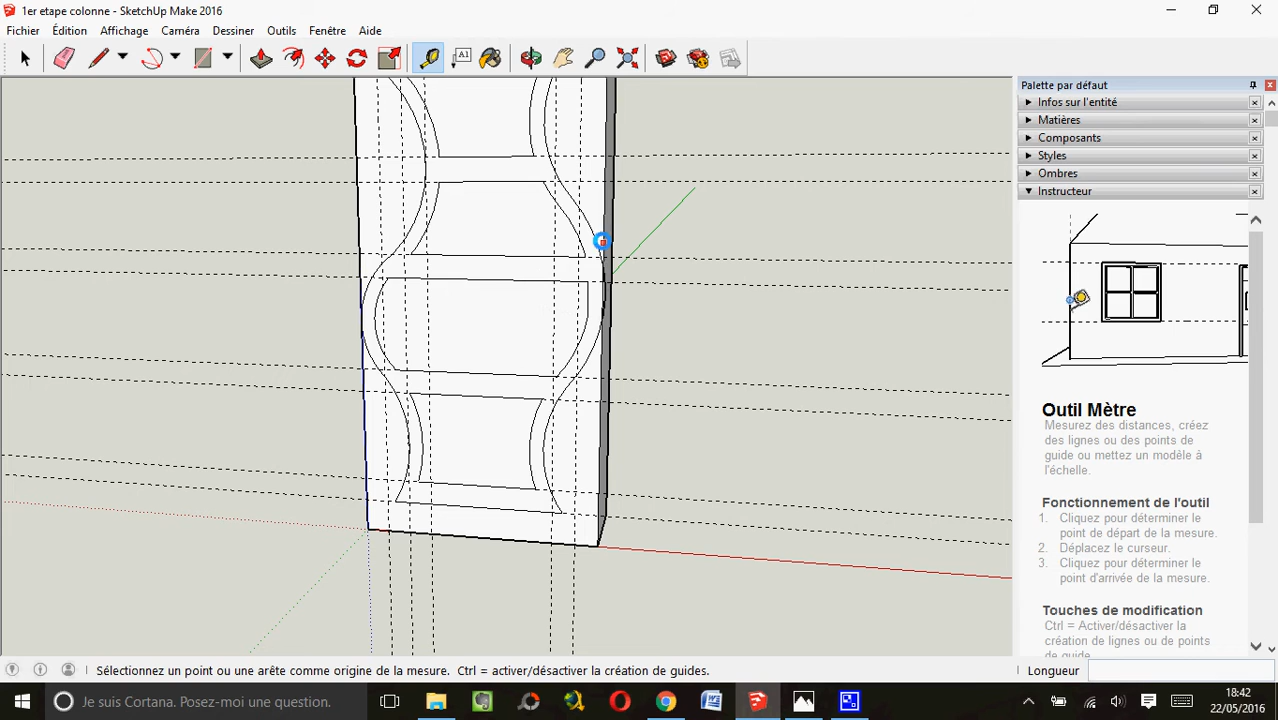 1er etape colonne - SketchUp Make 2016
Fichier Édition Affichage Caméra Dessiner Outils Fenêtre Aide
A1
Palette par défaut
Infos sur l'entité
Matières
Composants
Styles
Ombres
Instructeur
Outil Mètre
Mesurez des distances, créez
des lignes ou des points de
guide ou mettez un modèle à
l'échelle.
Fonctionnement de l'outil
1. Cliquez pour déterminer le
point de départ de la mesure.
2. Déplacez le curseur.
3. Cliquez pour déterminer le
point d'arrivée de la mesure.
Touches de modification
Ctrl = Activer/désactiver la
création de lignes ou de points
de guide
Sélectionnez un point ou une arête comme origine de la mesure. Ctrl = activer/désactiver la création de guides.
Longueur
Je suis Cortana. Posez-moi une question.
18:42
22/05/2016